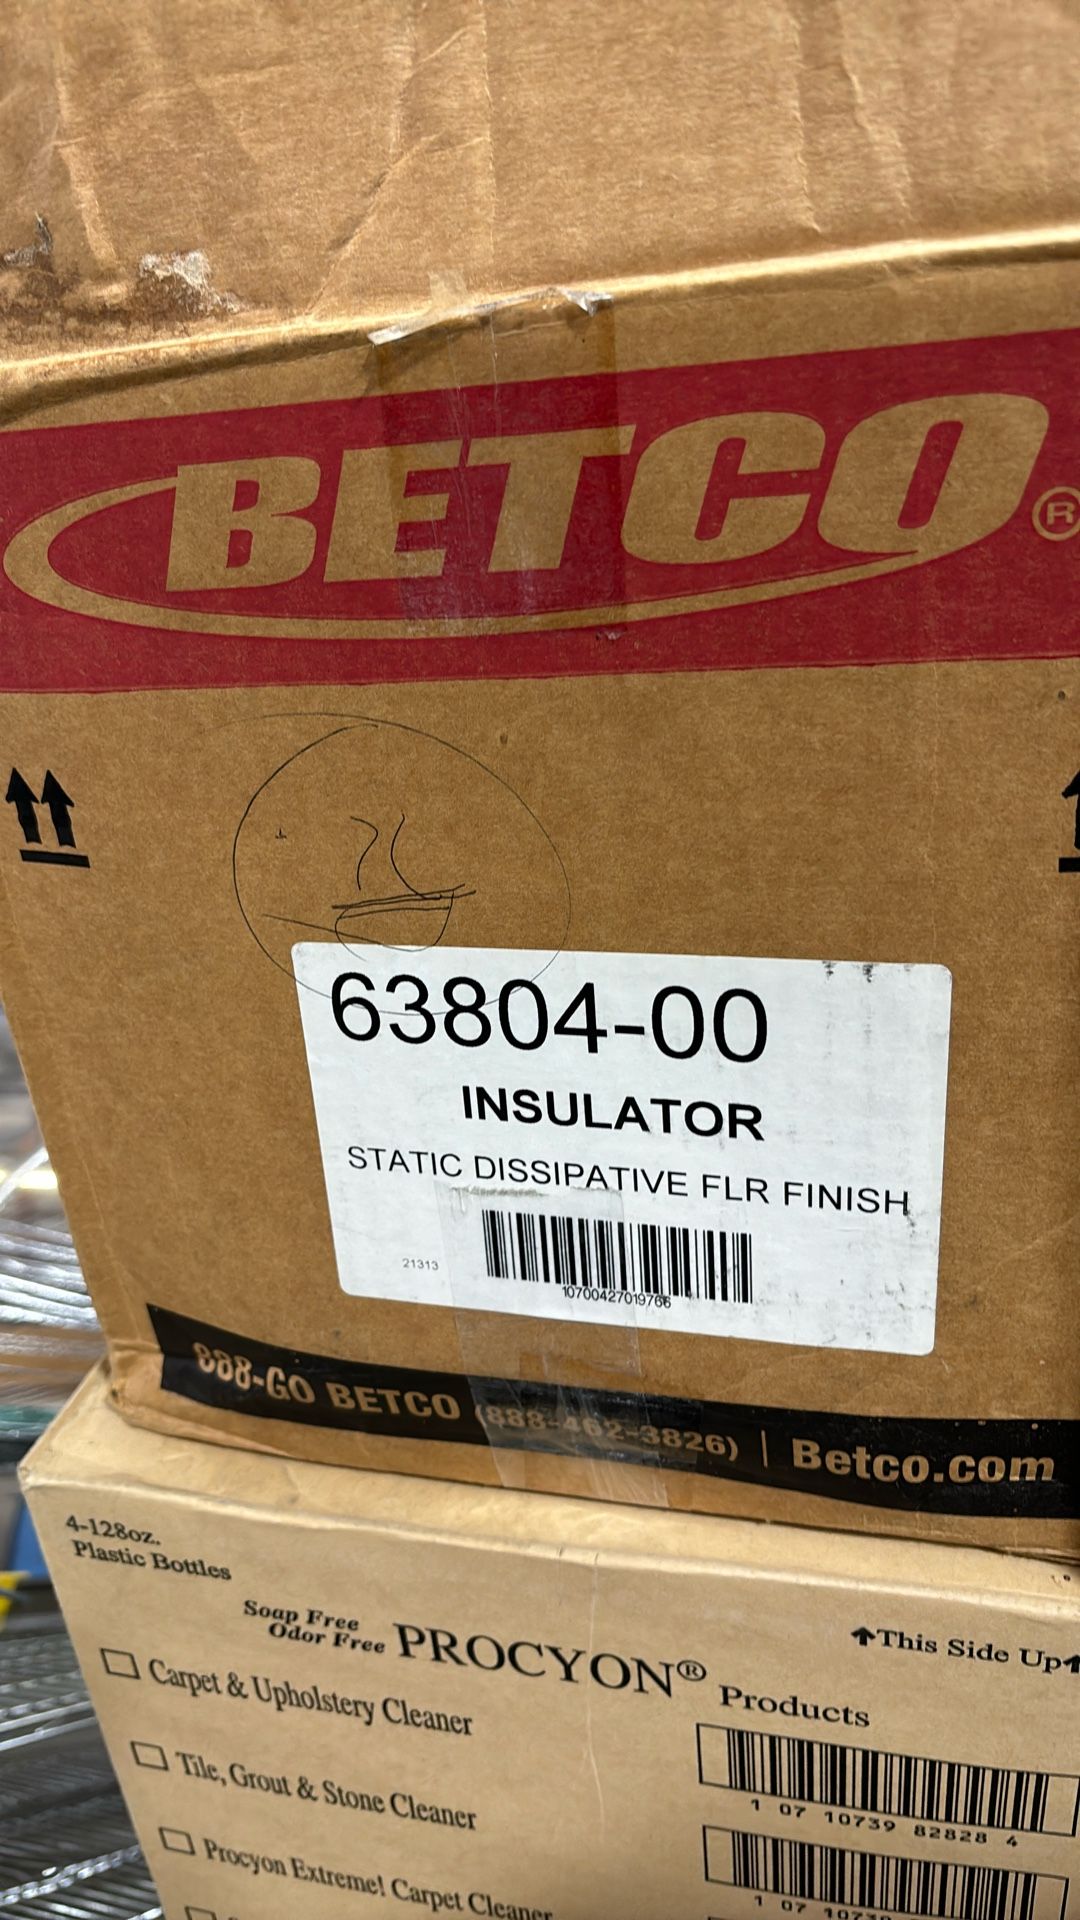 BETCO®
63804-00
INSULATOR
STATIC DISSIPATIVE FLR FINISH
21313
10700427019766
888-GO BETCO (888-462-3826) | Betco.com
4-128oz.
Plastic Bottles
Soap Free
Odor Free
PROCYON® Products
This Side Up
Carpet & Upholstery Cleaner
Tile, Grout & Stone Cleaner
Procyon Extreme! Carpet Cleaner
1 07 10739 82828 4
1 07